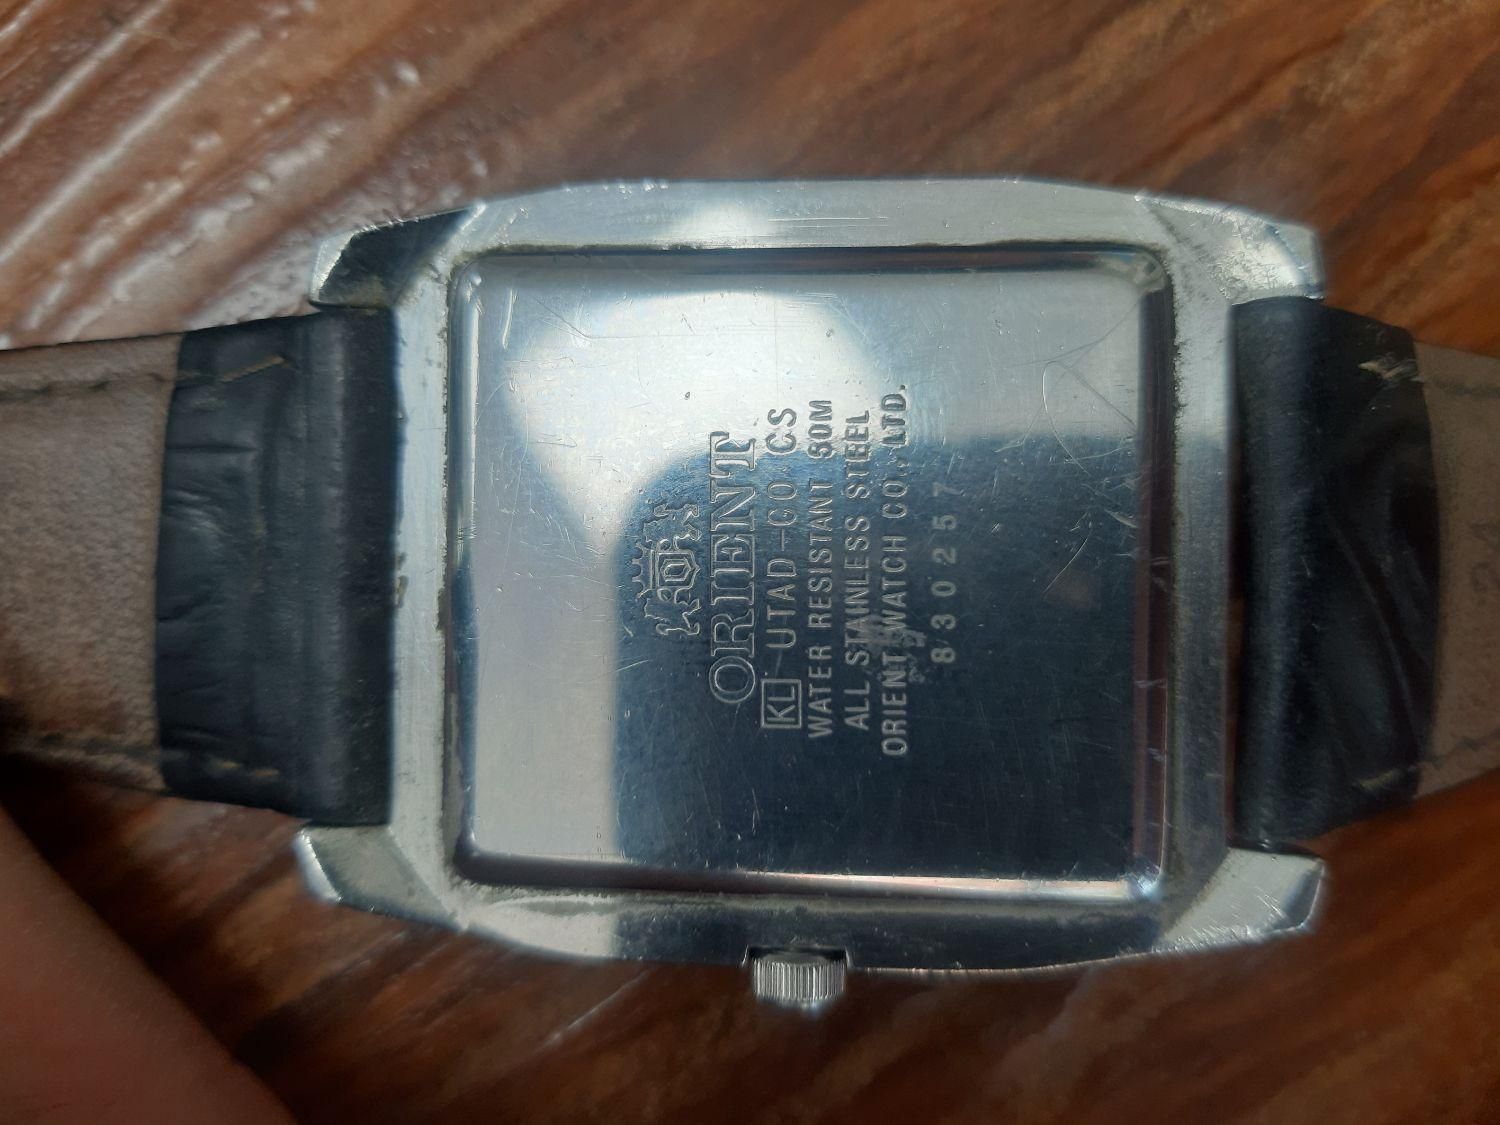 ORIENT
KL UTAD-C0 CS
WATER RESISTANT 50M
ALL STAINLESS STEEL
ORIENT WATCH CO., LTD.
830257